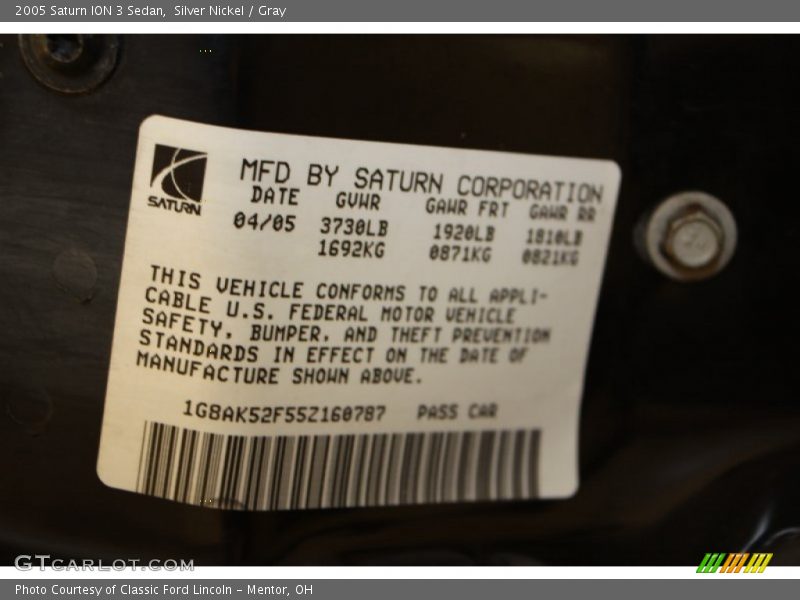 2005 Saturn ION 3 Sedan, Silver Nickel / Gray
SATURN
MFD BY SATURN CORPORATION
DATE GVWR GAWR FRT GAWR RR
04/05 3730LB 1920LB 1810LB
1692KG 0871KG 0821KG
THIS VEHICLE CONFORMS TO ALL APPLI-
CABLE U.S. FEDERAL MOTOR VEHICLE
SAFETY, BUMPER, AND THEFT PREVENTION
STANDARDS IN EFFECT ON THE DATE OF
MANUFACTURE SHOWN ABOVE.
1G8AK52F55Z160787 PASS CAR
GTCARLOT.COM
Photo Courtesy of Classic Ford Lincoln - Mentor, OH